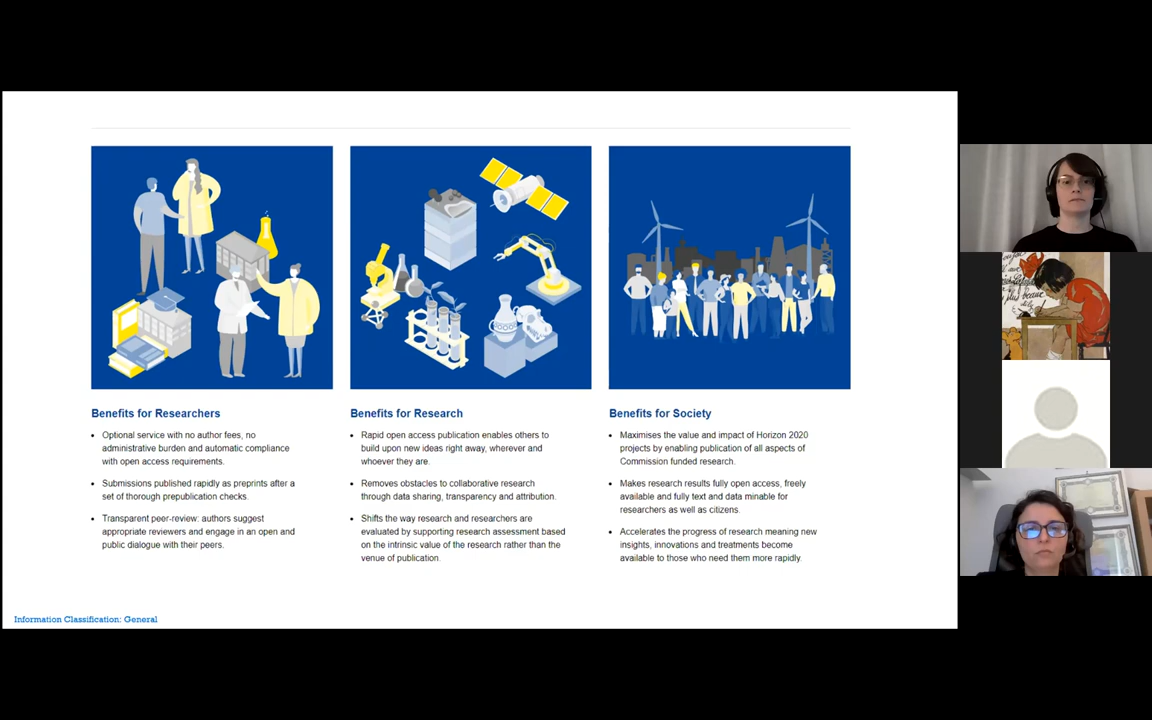 Benefits for Researchers
Optional service with no author fees, no
administrative burden and automatic compliance
with open access requirements.
Submissions published rapidly as preprints after a
set of thorough prepublication checks.
Transparent peer-review: authors suggest
appropriate reviewers and engage in an open and
public dialogue with their peers.
Benefits for Research
Rapid open access publication enables others to
build upon new ideas right away, wherever and
whoever they are.
Removes obstacles to collaborative research
through data sharing, transparency and attribution.
Shifts the way research and researchers are
evaluated by supporting research assessment based
on the intrinsic value of the research rather than the
venue of publication.
Benefits for Society
Maximises the value and impact of Horizon 2020
projects by enabling publication of all aspects of
Commission funded research.
Makes research results fully open access, freely
available and fully text and data minable for
researchers as well as citizens.
Accelerates the progress of research meaning new
insights, innovations and treatments become
available to those who need them more rapidly.
Information Classification: General